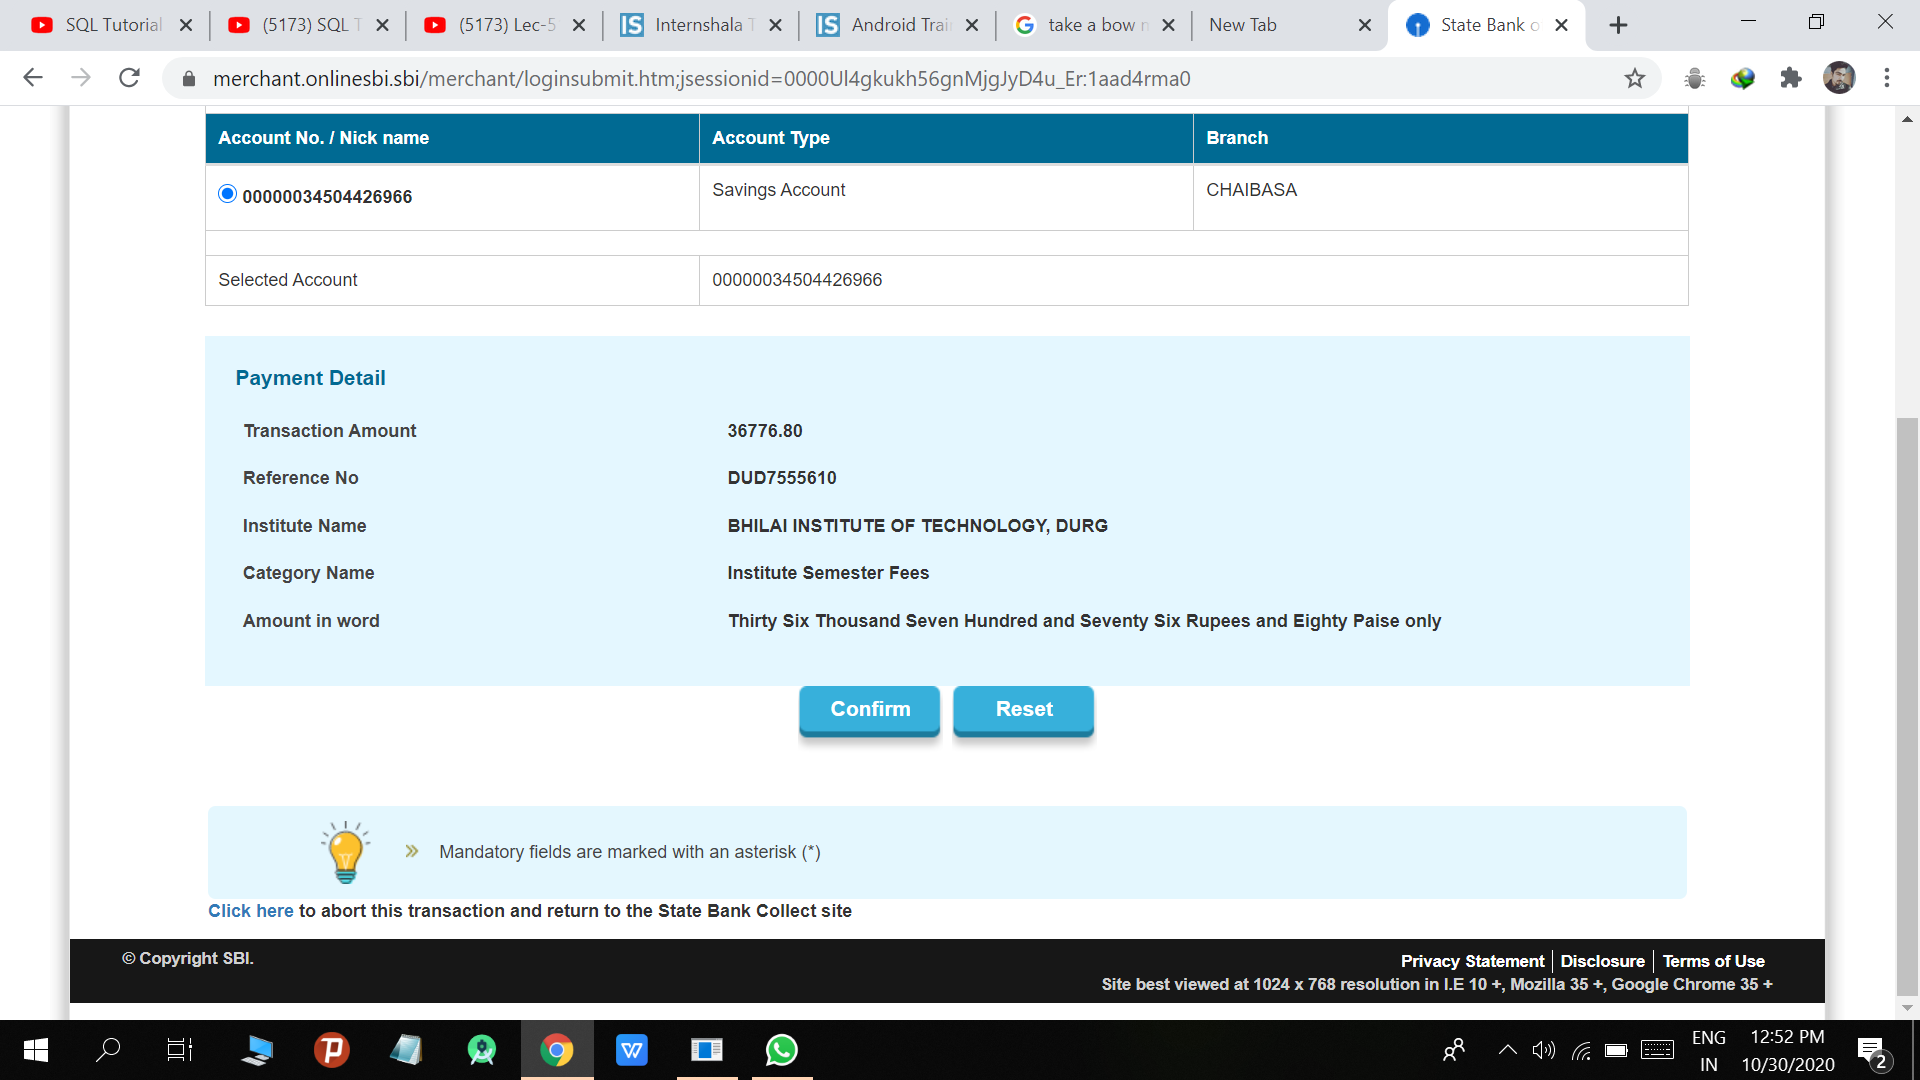 SQL Tutorial
(5173) SQL T
(5173) Lec-5
Internshala T
Android Trai
take a bow m
New Tab
State Bank o
merchant.onlinesbi.sbi/merchant/loginsubmit.htm;jsessionid=0000Ul4gkukh56gnMjgJyD4u_Er:1aad4rma0
Account No. / Nick name Account Type Branch
00000034504426966 Savings Account CHAIBASA
Selected Account 00000034504426966
Payment Detail
Transaction Amount 36776.80
Reference No DUD7555610
Institute Name BHILAI INSTITUTE OF TECHNOLOGY, DURG
Category Name Institute Semester Fees
Amount in word Thirty Six Thousand Seven Hundred and Seventy Six Rupees and Eighty Paise only
Confirm Reset
» Mandatory fields are marked with an asterisk (*)
Click here to abort this transaction and return to the State Bank Collect site
© Copyright SBI.
Privacy Statement Disclosure Terms of Use
Site best viewed at 1024 x 768 resolution in I.E 10 +, Mozilla 35 +, Google Chrome 35 +
ENG 12:52 PM
IN 10/30/2020
2